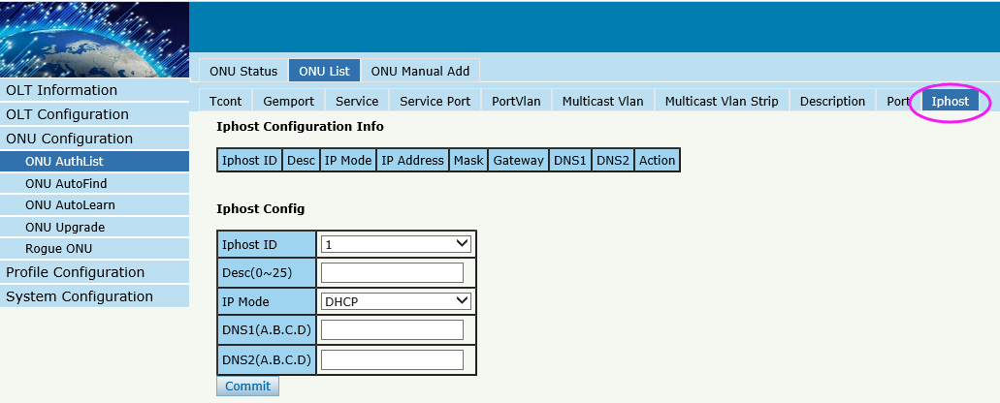 ONU Status ONU List ONU Manual Add
OLT Information
OLT Configuration
ONU Configuration
ONU AuthList
ONU AutoFind
ONU AutoLearn
ONU Upgrade
Rogue ONU
Profile Configuration
System Configuration
Tcont Gemport Service Service Port PortVlan Multicast Vlan Multicast Vlan Strip Description Port Iphost
Iphost Configuration Info
Iphost ID Desc IP Mode IP Address Mask Gateway DNS1 DNS2 Action
Iphost Config
Iphost ID 1
Desc(0~25)
IP Mode DHCP
DNS1(A.B.C.D)
DNS2(A.B.C.D)
Commit